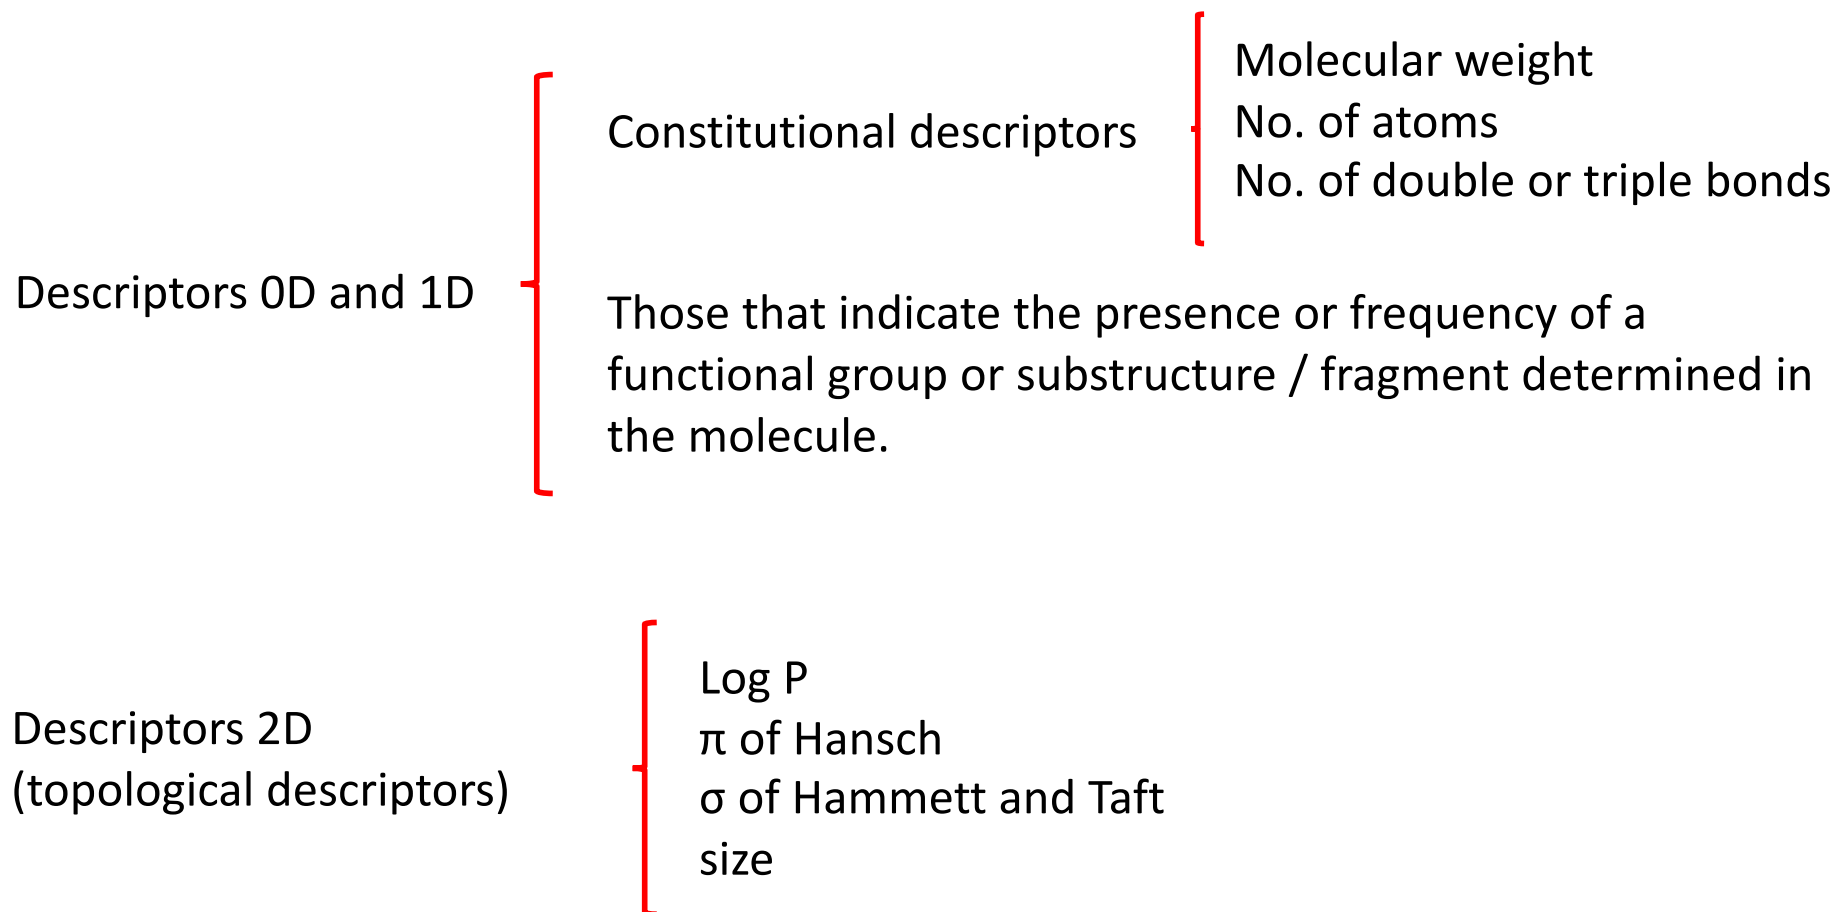 Descriptors 0D and 1D
Constitutional descriptors
Molecular weight
No. of atoms
No. of double or triple bonds
Those that indicate the presence or frequency of a
functional group or substructure / fragment determined in
the molecule.
Descriptors 2D
(topological descriptors)
Log P
π of Hansch
σ of Hammett and Taft
size